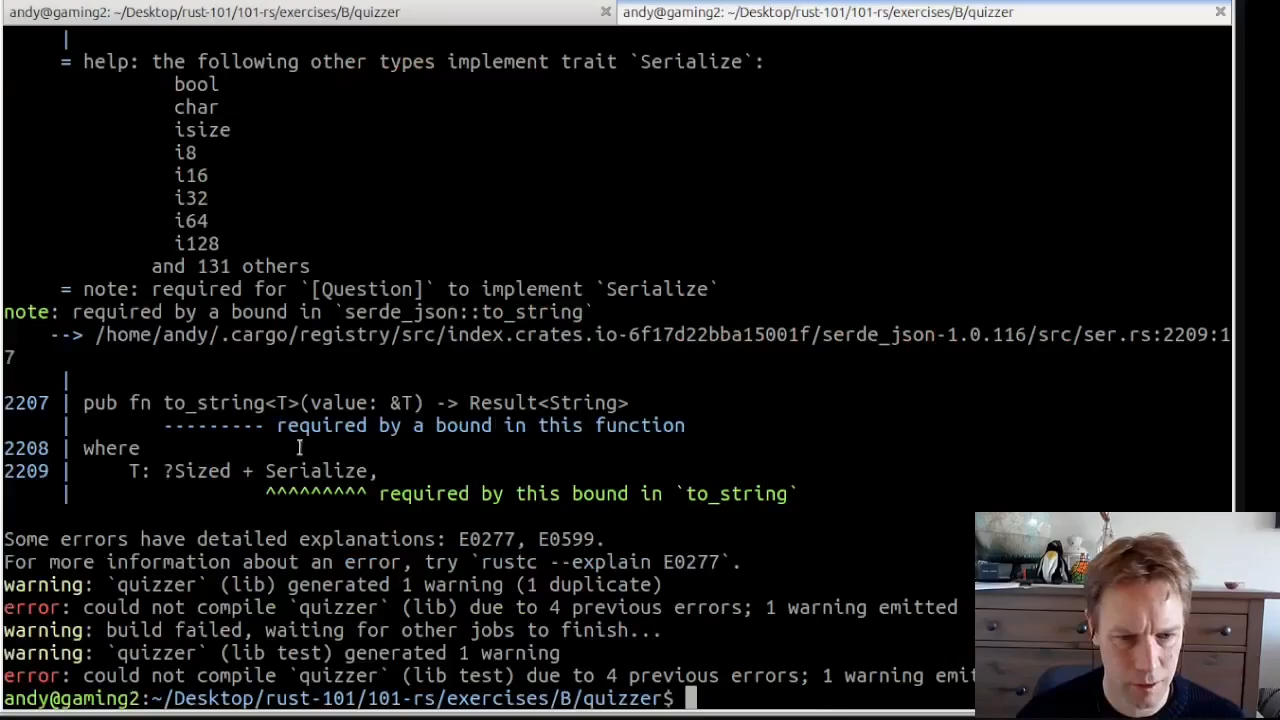 andy@gaming2: ~/Desktop/rust-101/101-rs/exercises/B/quizzer
andy@gaming2: ~/Desktop/rust-101/101-rs/exercises/B/quizzer
|
= help: the following other types implement trait `Serialize`:
bool
char
isize
i8
i16
i32
i64
i128
and 131 others
= note: required for `[Question]` to implement `Serialize`
note: required by a bound in `serde_json::to_string`
--> /home/andy/.cargo/registry/src/index.crates.io-6f17d22bba15001f/serde_json-1.0.116/src/ser.rs:2209:1
7
|
2207 | pub fn to_string<T>(value: &T) -> Result<String>
| --------- required by a bound in this function
2208 | where
2209 | T: ?Sized + Serialize,
| ^^^^^^^^^ required by this bound in `to_string`
Some errors have detailed explanations: E0277, E0599.
For more information about an error, try `rustc --explain E0277`.
warning: `quizzer` (lib) generated 1 warning (1 duplicate)
error: could not compile `quizzer` (lib) due to 4 previous errors; 1 warning emitted
warning: build failed, waiting for other jobs to finish...
warning: `quizzer` (lib test) generated 1 warning
error: could not compile `quizzer` (lib test) due to 4 previous errors; 1 warning emit
andy@gaming2:~/Desktop/rust-101/101-rs/exercises/B/quizzer$